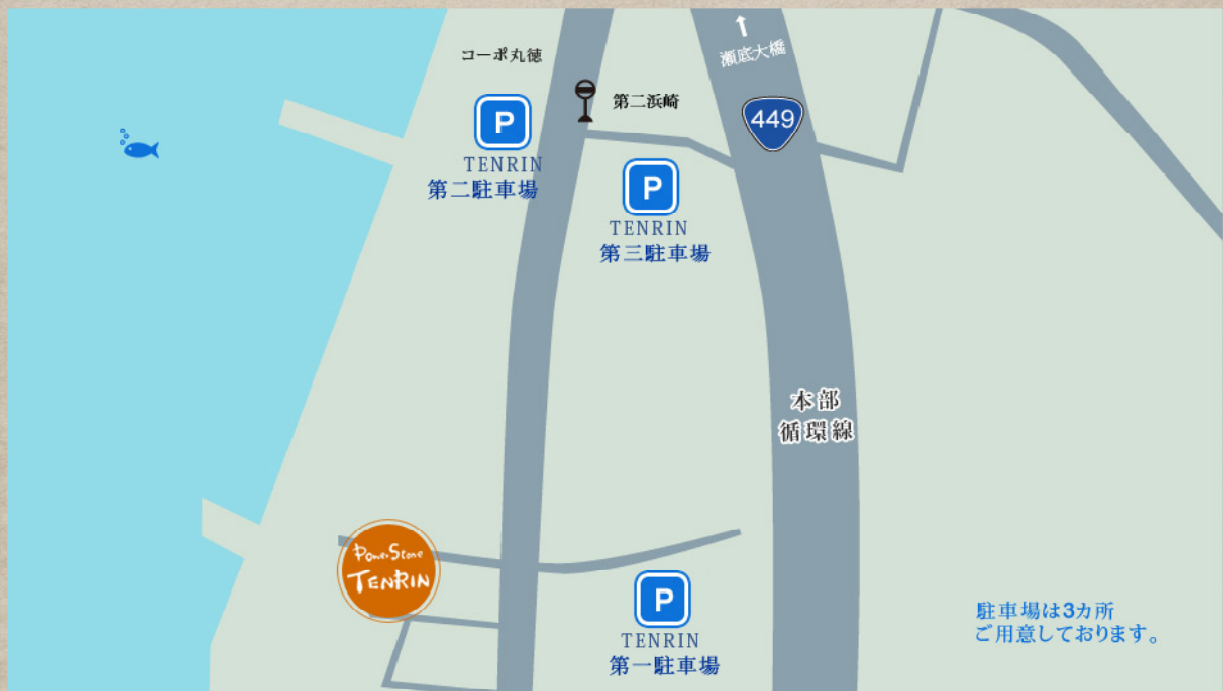 コーポ丸徳
瀬底大橋
第二浜崎
449
P
TENRIN
第二駐車場
P
TENRIN
第三駐車場
本部
循環線
PowerStone
TENRIN
P
TENRIN
第一駐車場
駐車場は3カ所
ご用意しております。